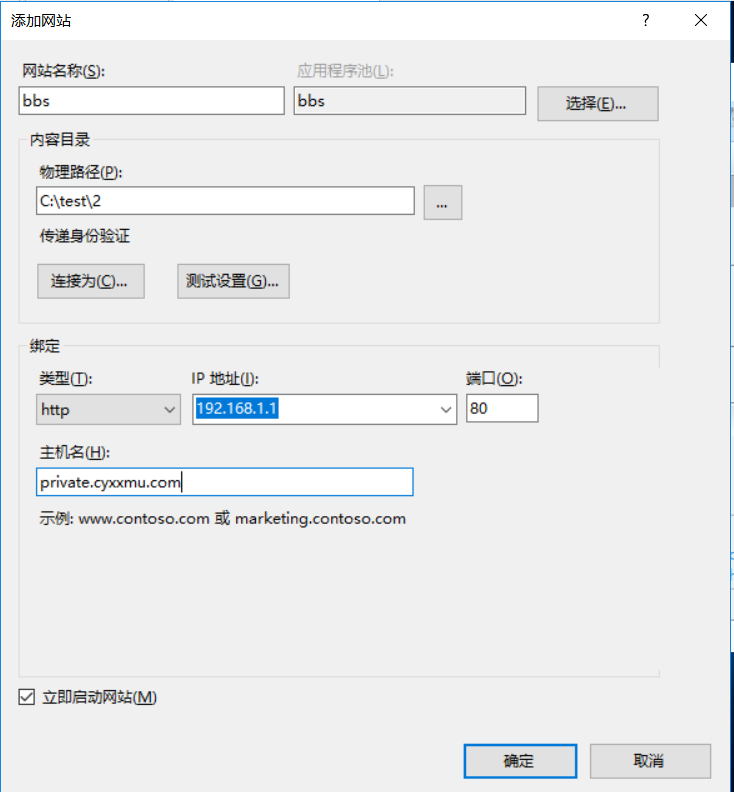 添加网站
?
网站名称(S):
应用程序池(L):
bbs
bbs
选择(E)...
内容目录
物理路径(P):
C:\test\2
...
传递身份验证
连接为(C)...
测试设置(G)...
绑定
类型(T):
IP 地址(I):
端口(O):
http
192.168.1.1
80
主机名(H):
private.cyxxmu.com
示例: www.contoso.com 或 marketing.contoso.com
立即启动网站(M)
确定
取消